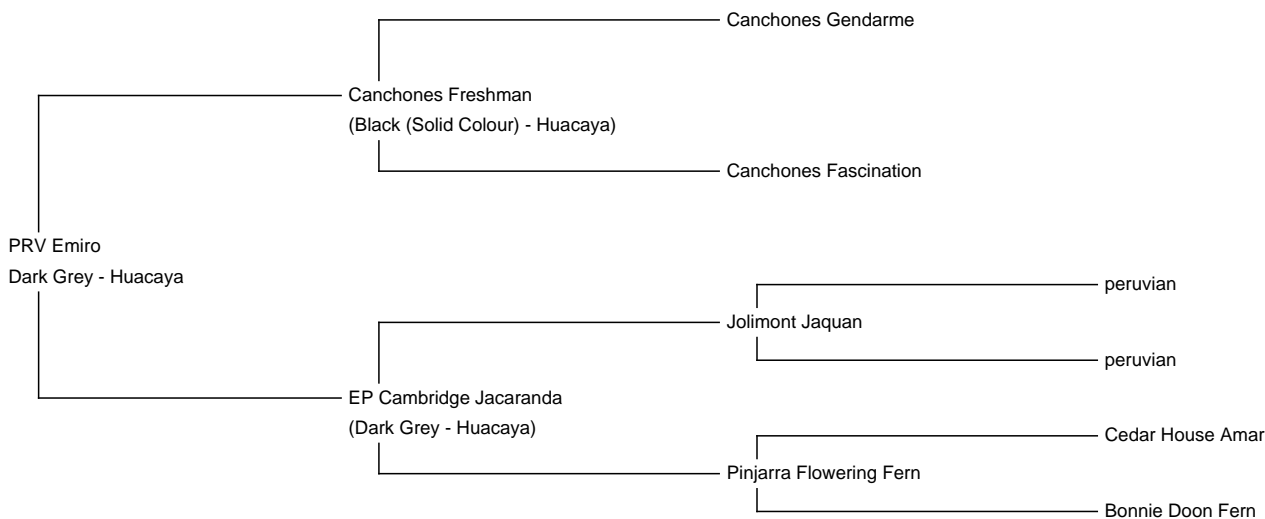 Canchones Gendarme
Canchones Freshman
(Black (Solid Colour) - Huacaya)
Canchones Fascination
PRV Emiro
Dark Grey - Huacaya
peruvian
Jolimont Jaquan
peruvian
EP Cambridge Jacaranda
(Dark Grey - Huacaya)
Cedar House Amar
Pinjarra Flowering Fern
Bonnie Doon Fern